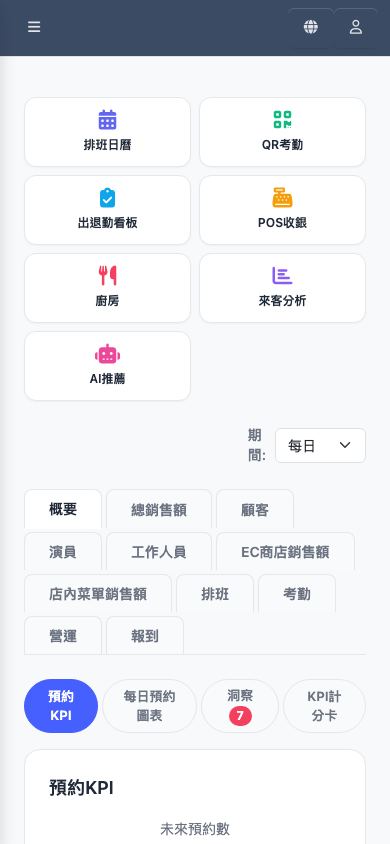 排班日曆
QR考勤
出退勤看板
POS收銀
廚房
來客分析
AI推薦
期
間:
每日
概要
總銷售額
顧客
演員
工作人員
EC商店銷售額
店內菜單銷售額
排班
考勤
營運
報到
預約
KPI
每日預約
圖表
洞察
7
KPI計
分卡
預約KPI
未來預約數